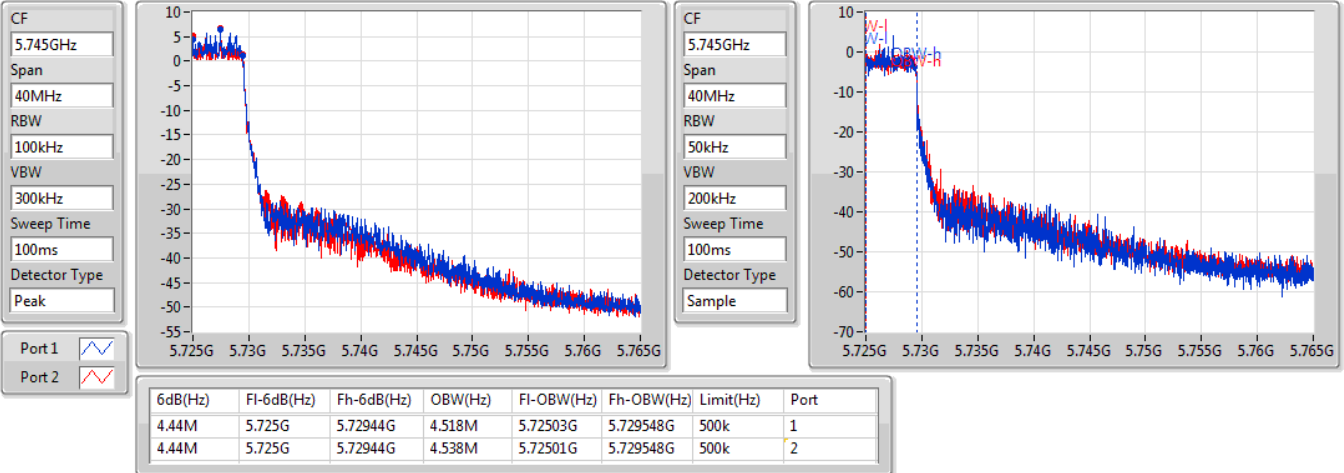 CF
5.745GHz
Span
40MHz
RBW
100kHz
VBW
300kHz
Sweep Time
100ms
Detector Type
Peak
Port 1
Port 2
10
5
0
-5
-10
-15
-20
-25
-30
-35
-40
-45
-50
-55
5.725G 5.73G 5.735G 5.74G 5.745G 5.75G 5.755G 5.76G 5.765G
CF
5.745GHz
Span
40MHz
RBW
50kHz
VBW
200kHz
Sweep Time
100ms
Detector Type
Sample
10
0
-10
-20
-30
-40
-50
-60
-70
W-l
W-l
OBW-h
OBW-h
5.725G 5.73G 5.735G 5.74G 5.745G 5.75G 5.755G 5.76G 5.765G
6dB(Hz) Fl-6dB(Hz) Fh-6dB(Hz) OBW(Hz) Fl-OBW(Hz) Fh-OBW(Hz) Limit(Hz) Port
4.44M 5.725G 5.72944G 4.518M 5.72503G 5.729548G 500k 1
4.44M 5.725G 5.72944G 4.538M 5.72501G 5.729548G 500k 2